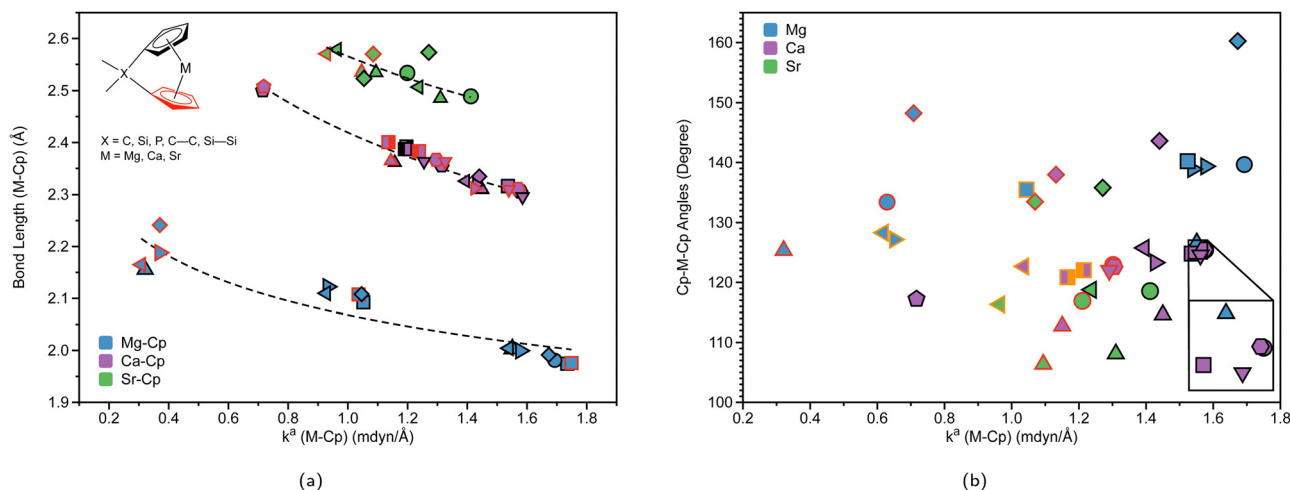 2.6
2.5
2.4
2.3
2.2
2.1
2.0
1.9
Bond Length (M-Cp) (Å)
X
M
X = C, Si, P, C—C, Si—Si
M = Mg, Ca, Sr
Mg-Cp
Ca-Cp
Sr-Cp
0.2 0.4 0.6 0.8 1.0 1.2 1.4 1.6 1.8
kᵃ (M-Cp) (mdyn/Å)
(a)
160
150
140
130
120
110
100
Cp-M-Cp Angles (Degree)
Mg
Ca
Sr
0.2 0.4 0.6 0.8 1.0 1.2 1.4 1.6 1.8
kᵃ (M-Cp) (mdyn/Å)
(b)